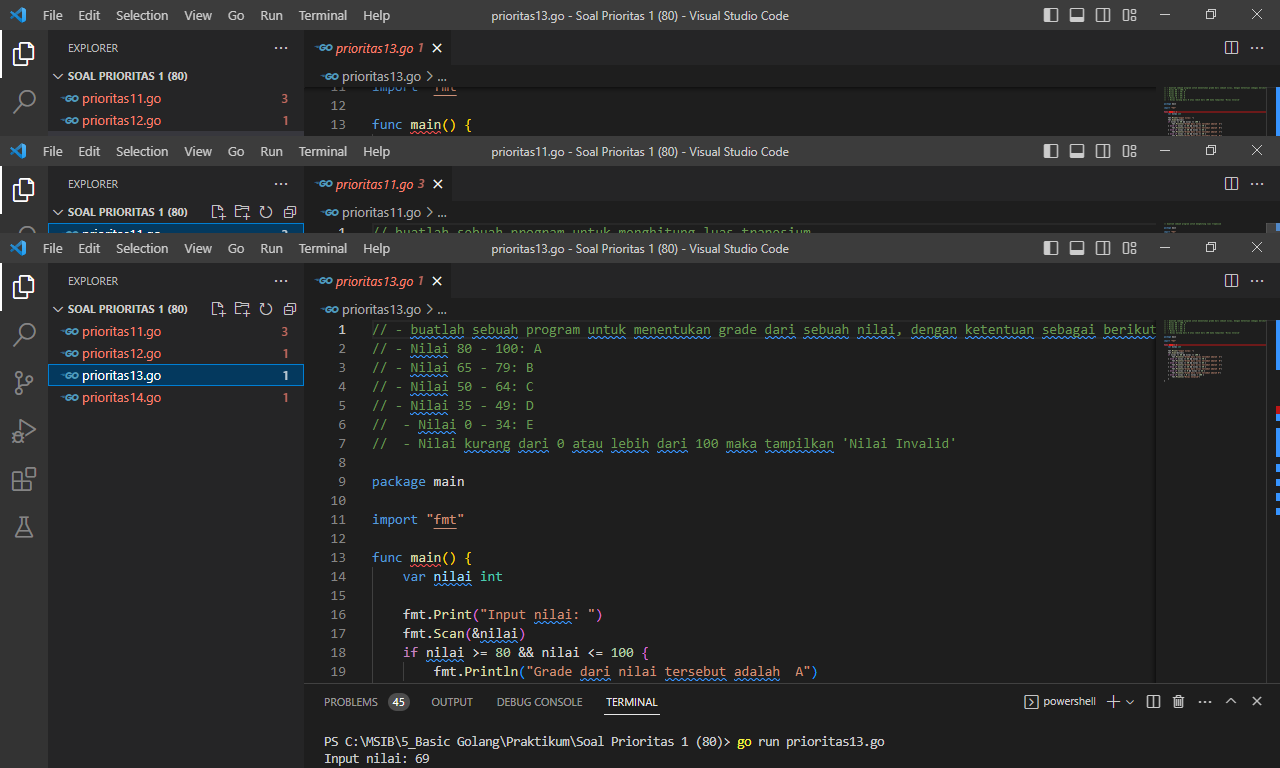 File Edit Selection View Go Run Terminal Help prioritas13.go - Soal Prioritas 1 (80) - Visual Studio Code
EXPLORER
prioritas13.go 1
SOAL PRIORITAS 1 (80)
prioritas13.go > ...
prioritas11.go 3
prioritas12.go 1
11 import "fmt"
12
13 func main() {
File Edit Selection View Go Run Terminal Help prioritas11.go - Soal Prioritas 1 (80) - Visual Studio Code
EXPLORER
prioritas11.go 3
SOAL PRIORITAS 1 (80)
prioritas11.go > ...
prioritas11.go 3
1 // buatlah sebuah program untuk menghitung luas trapesium
File Edit Selection View Go Run Terminal Help prioritas13.go - Soal Prioritas 1 (80) - Visual Studio Code
EXPLORER
prioritas13.go 1
SOAL PRIORITAS 1 (80)
prioritas13.go > ...
prioritas11.go 3
prioritas12.go 1
prioritas13.go 1
prioritas14.go 1
1 // - buatlah sebuah program untuk menentukan grade dari sebuah nilai, dengan ketentuan sebagai berikut
2 // - Nilai 80 - 100: A
3 // - Nilai 65 - 79: B
4 // - Nilai 50 - 64: C
5 // - Nilai 35 - 49: D
6 //  - Nilai 0 - 34: E
7 //  - Nilai kurang dari 0 atau lebih dari 100 maka tampilkan 'Nilai Invalid'
8
9 package main
10
11 import "fmt"
12
13 func main() {
14     var nilai int
15
16     fmt.Print("Input nilai: ")
17     fmt.Scan(&nilai)
18     if nilai >= 80 && nilai <= 100 {
19         fmt.Println("Grade dari nilai tersebut adalah  A")
PROBLEMS 45 OUTPUT DEBUG CONSOLE TERMINAL powershell
PS C:\MSIB\5_Basic Golang\Praktikum\Soal Prioritas 1 (80)> go run prioritas13.go
Input nilai: 69